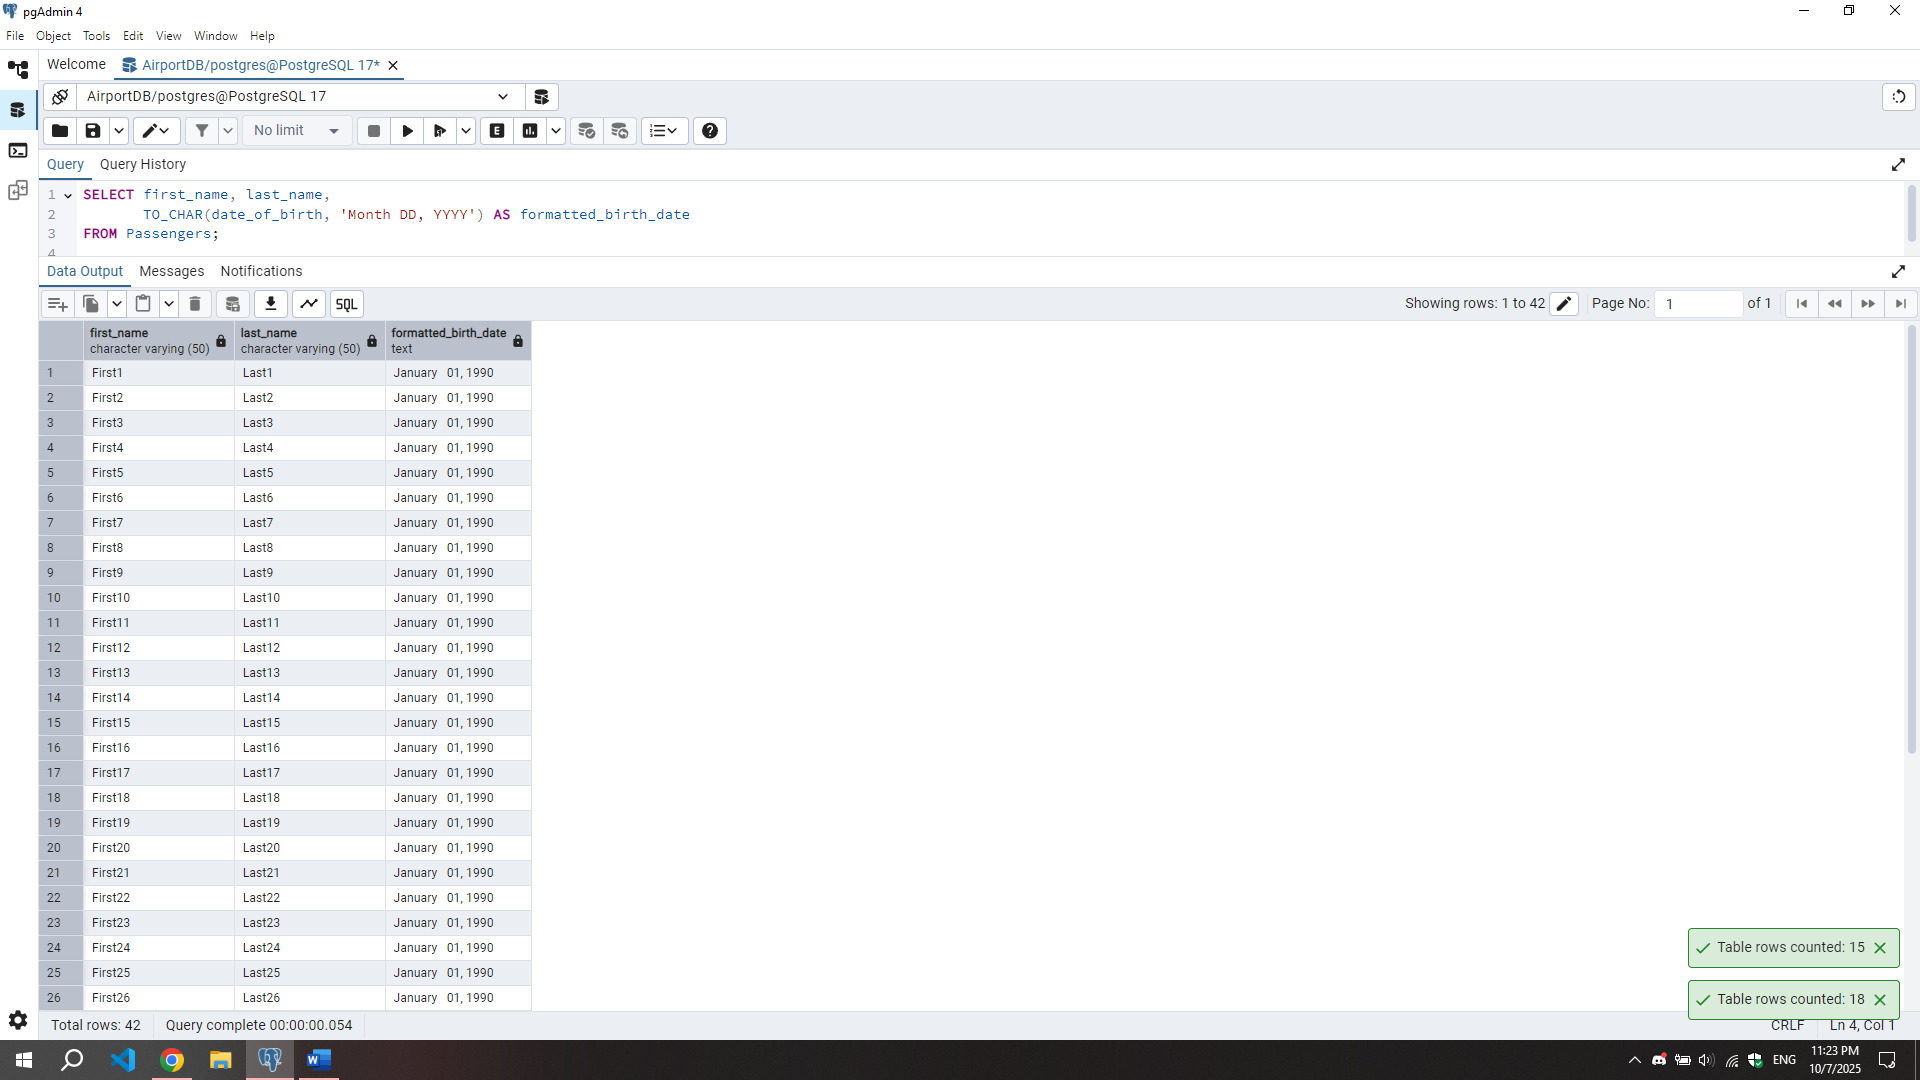 pgAdmin 4
File Object Tools Edit View Window Help
Welcome AirportDB/postgres@PostgreSQL 17*
AirportDB/postgres@PostgreSQL 17
No limit
Query Query History
1 SELECT first_name, last_name,
2 TO_CHAR(date_of_birth, 'Month DD, YYYY') AS formatted_birth_date
3 FROM Passengers;
4
Data Output Messages Notifications
SQL Showing rows: 1 to 42 Page No: 1 of 1
first_name last_name formatted_birth_date
character varying (50) character varying (50) text
1 First1 Last1 January   01, 1990
2 First2 Last2 January   01, 1990
3 First3 Last3 January   01, 1990
4 First4 Last4 January   01, 1990
5 First5 Last5 January   01, 1990
6 First6 Last6 January   01, 1990
7 First7 Last7 January   01, 1990
8 First8 Last8 January   01, 1990
9 First9 Last9 January   01, 1990
10 First10 Last10 January   01, 1990
11 First11 Last11 January   01, 1990
12 First12 Last12 January   01, 1990
13 First13 Last13 January   01, 1990
14 First14 Last14 January   01, 1990
15 First15 Last15 January   01, 1990
16 First16 Last16 January   01, 1990
17 First17 Last17 January   01, 1990
18 First18 Last18 January   01, 1990
19 First19 Last19 January   01, 1990
20 First20 Last20 January   01, 1990
21 First21 Last21 January   01, 1990
22 First22 Last22 January   01, 1990
23 First23 Last23 January   01, 1990
24 First24 Last24 January   01, 1990
25 First25 Last25 January   01, 1990
26 First26 Last26 January   01, 1990
Table rows counted: 15
Table rows counted: 18
Total rows: 42 Query complete 00:00:00.054 CRLF Ln 4, Col 1
ENG 11:23 PM
10/7/2025